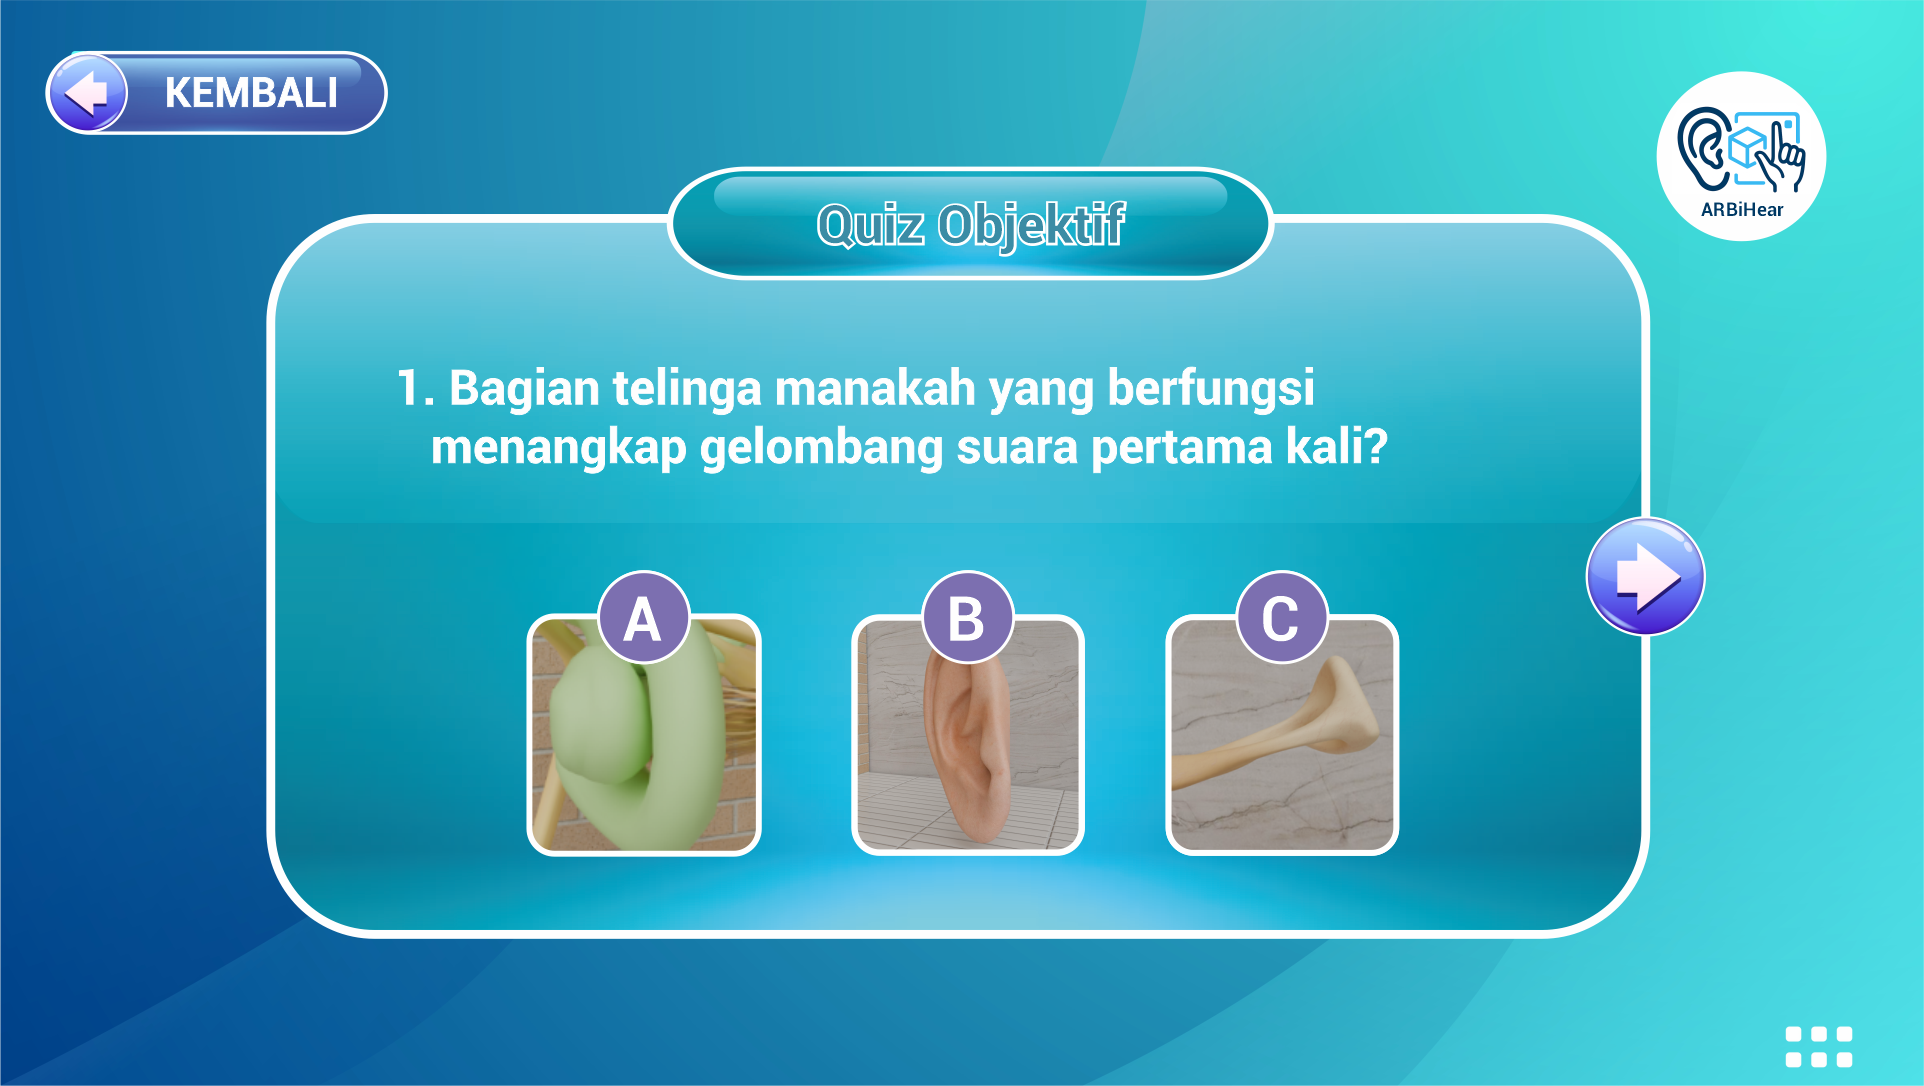 KEMBALI
ARBiHear
Quiz Objektif
1. Bagian telinga manakah yang berfungsi
menangkap gelombang suara pertama kali?
A
B
C